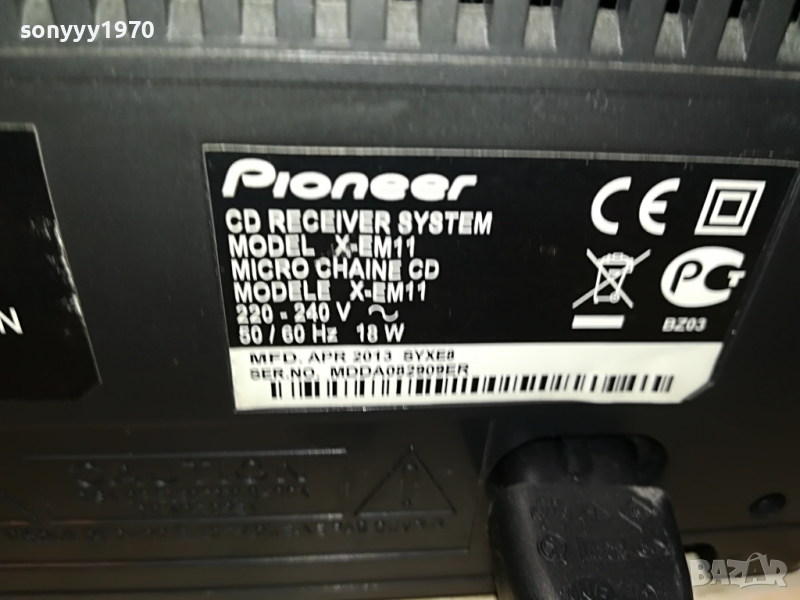 sonyyy1970
Pioneer
CD RECEIVER SYSTEM
MODEL X-EM11
MICRO CHAINE CD
MODELE X-EM11
220 - 240 V ~
50 / 60 Hz 18 W
CE
PCT
BZ03
MFD. APR 2013 SYXE8
SER.NO. MDDA082909ER
N
CAUTION
BAZAR